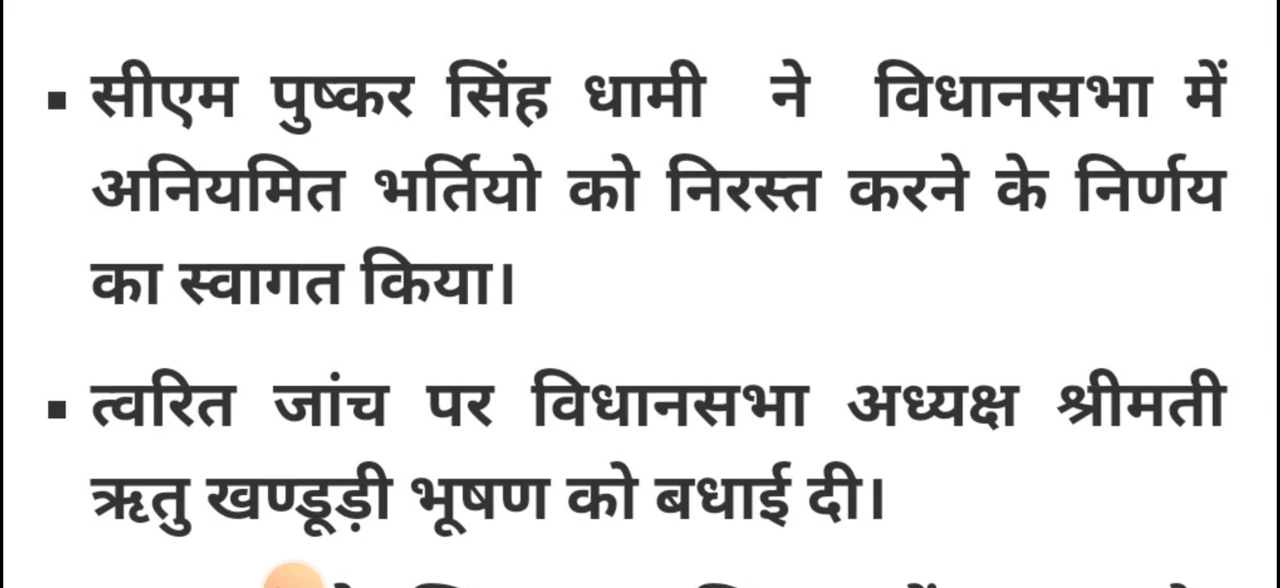 ▪ सीएम पुष्कर सिंह धामी ने विधानसभा में
अनियमित भर्तियो को निरस्त करने के निर्णय
का स्वागत किया।
▪ त्वरित जांच पर विधानसभा अध्यक्ष श्रीमती
ऋतु खण्डूड़ी भूषण को बधाई दी।